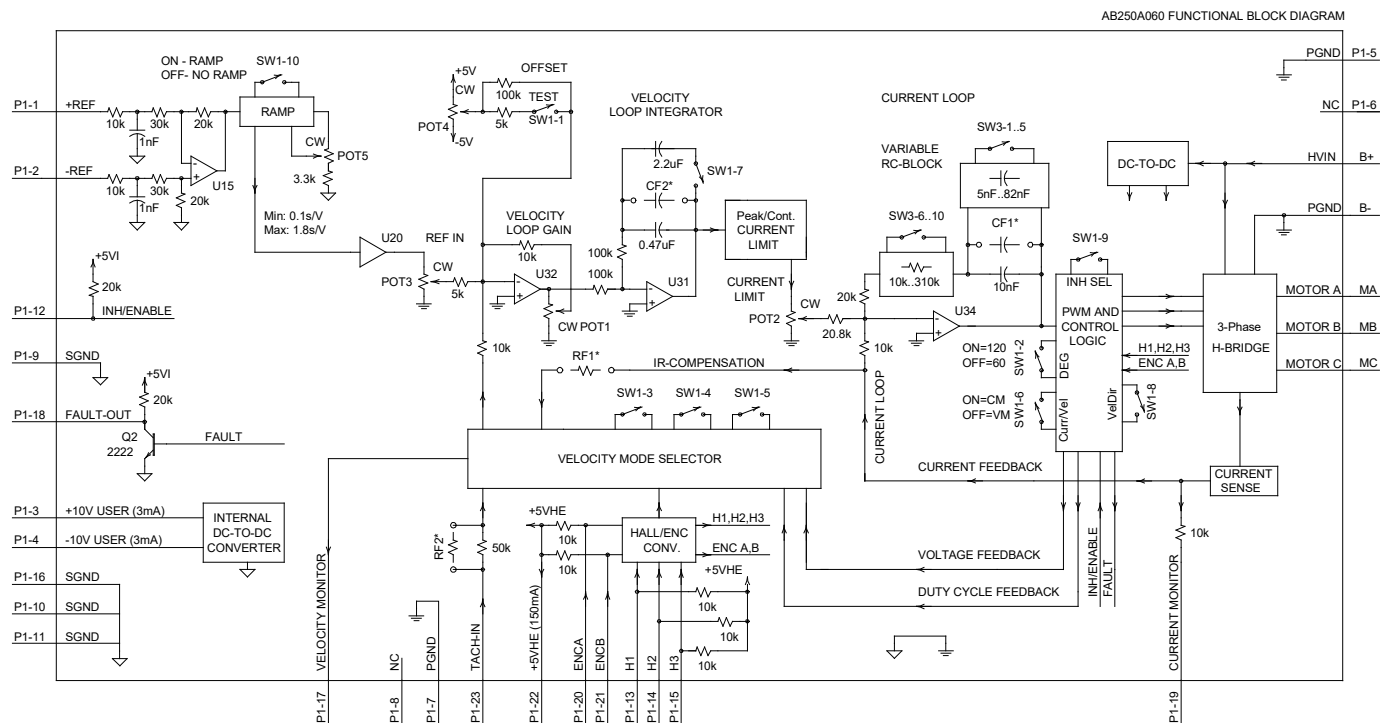 AB250A060 FUNCTIONAL BLOCK DIAGRAM
PGND P1-5
NC P1-6
HVIN B+
PGND B-
MOTOR A MA
MOTOR B MB
MOTOR C MC
P1-1 +REF
10k
30k
20k
1nF
P1-2 -REF
10k
30k
20k
1nF
U15
ON - RAMP
OFF- NO RAMP
SW1-10
RAMP
CW
POT5
3.3k
Min: 0.1s/V
Max: 1.8s/V
U20
REF IN
CW
POT3
5k
+5V
CW
POT4
-5V
OFFSET
100k
TEST
5k
SW1-1
VELOCITY
LOOP GAIN
10k
U32
CW POT1
10k
VELOCITY
LOOP INTEGRATOR
2.2uF
SW1-7
CF2*
0.47uF
100k
100k
U31
Peak/Cont.
CURRENT
LIMIT
CURRENT
LIMIT
CW
POT2
20.8k
CURRENT LOOP
SW3-1..5
VARIABLE
RC-BLOCK
5nF..82nF
SW3-6..10
10k..310k
CF1*
10nF
20k
10k
U34
CURRENT LOOP
SW1-9
INH SEL
PWM AND
CONTROL
LOGIC
ON=120
OFF=60
SW1-2
DEG
ON=CM
OFF=VM
SW1-6
Curr/Vel
VelDir
SW1-8
H1,H2,H3
ENC A,B
DC-TO-DC
3-Phase
H-BRIDGE
CURRENT
SENSE
CURRENT FEEDBACK
10k
CURRENT MONITOR
P1-19
VOLTAGE FEEDBACK
DUTY CYCLE FEEDBACK
INH/ENABLE
FAULT
RF1*
IR-COMPENSATION
SW1-3
SW1-4
SW1-5
VELOCITY MODE SELECTOR
+5VI
20k
P1-12 INH/ENABLE
P1-9 SGND
+5VI
20k
P1-18 FAULT-OUT
Q2
2222
FAULT
P1-3 +10V USER (3mA)
P1-4 -10V USER (3mA)
INTERNAL
DC-TO-DC
CONVERTER
P1-16 SGND
P1-10 SGND
P1-11 SGND
VELOCITY MONITOR
P1-17
NC
P1-8
PGND
P1-7
RF2*
50k
TACH-IN
P1-23
+5VHE
10k
10k
HALL/ENC
CONV.
H1,H2,H3
ENC A,B
+5VHE
10k
10k
10k
+5VHE (150mA)
P1-22
ENCA
P1-20
ENCB
P1-21
H1
P1-13
H2
P1-14
H3
P1-15